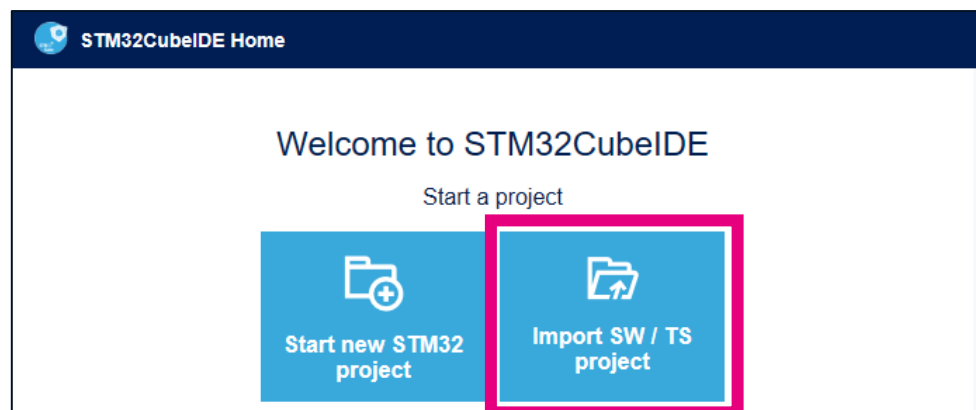 STM32CubeIDE Home
Welcome to STM32CubeIDE
Start a project
Start new STM32
project
Import SW / TS
project